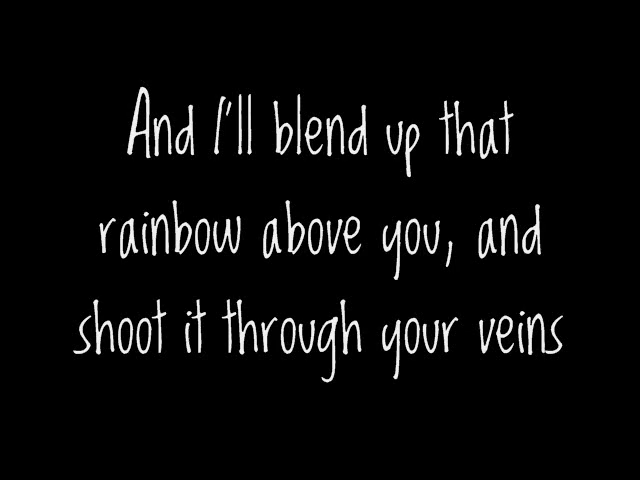 And I'll blend up that
rainbow above you, and
shoot it through your veins